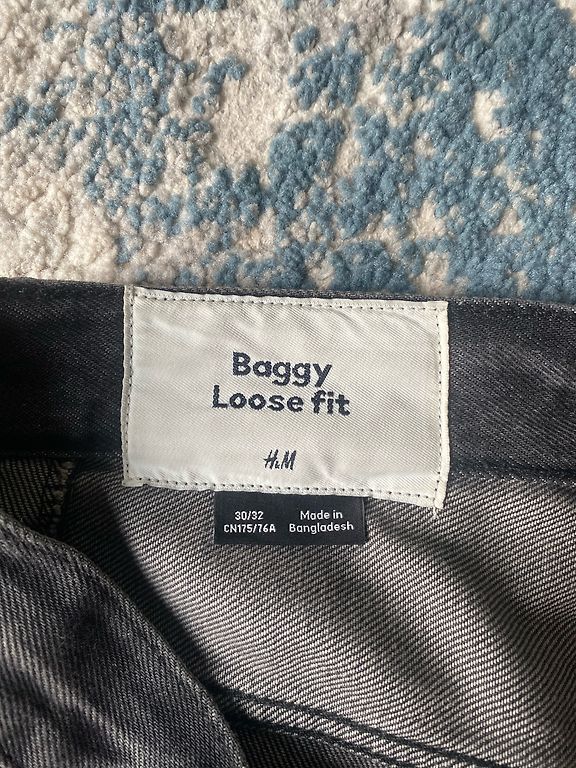 Baggy
Loose fit
H&M
30/32
CN175/76A
Made in
Bangladesh